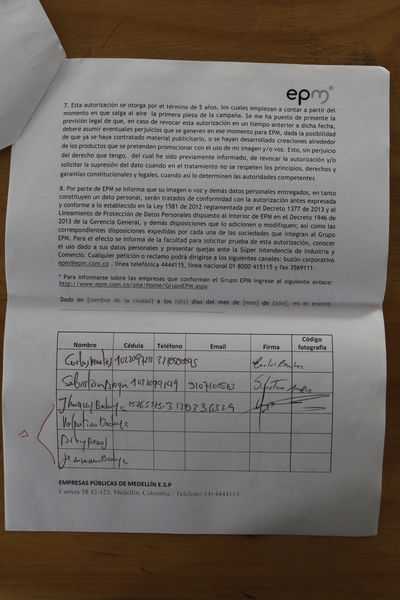 epm
7. Esta autorización se otorga por el término de 5 años, los cuales empiezan a contar a partir del
momento en que salga al aire la primera pieza de la campaña. Se me ha puesto de presente la
previsión legal de que, en caso de revocar esta autorización en un tiempo anterior a dicha fecha,
deberé asumir eventuales perjuicios que se generen en ese momento para EPM, dada la posibilidad
de que ya se haya contratado material publicitario, o se hayan desarrollado creaciones alrededor
de los productos que se pretenden promocionar con el uso de mi imagen y/o voz. Esto, sin perjuicio
del derecho que tengo, del cual he sido previamente informado, de revocar la autorización y/o
solicitar la supresión del dato cuando en el tratamiento no se respeten los principios, derechos y
garantías constitucionales y legales, cuando así lo determinen las autoridades competentes
8. Por parte de EPM se informa que su imagen o voz y demás datos personales entregados, en tanto
constituyen un dato personal, serán tratados de conformidad con la autorización antes expresada
y conforme a lo establecido en la Ley 1581 de 2012 reglamentada por el Decreto 1377 de 2013 y al
Lineamiento de Protección de Datos Personales dispuesto al interior de EPM en el Decreto 1946 de
2013 de la Gerencia General, y demás disposiciones que lo adicionen o modifiquen; así como las
correspondientes disposiciones expedidas por cada una de las sociedades que integran al Grupo
EPM. Para el efecto se informa de la facultad para solicitar prueba de esta autorización, conocer
el uso dado a sus datos personales y presentar quejas ante la Súper Intendencia de Industria y
Comercio. Cualquier petición o reclamo podrá dirigirse a los siguientes canales: buzón corporativo
epm@epm.com.co , línea telefónica 4444115, línea nacional 01 8000 415115 y fax 3569111.
* Para informarse sobre las empresas que conforman el Grupo EPM ingrese al siguiente enlace:
http://www.epm.com.co/site/Home/GrupoEPM.aspx
Dado en [nombre de la ciudad] a los [día] días del mes de [mes] de [año], en el evento
Nombre Cédula Teléfono Email Firma Código fotografía
Sebastian
Valentina
EMPRESAS PÚBLICAS DE MEDELLÍN E.S.P
Carrera 58 42-125, Medellín, Colombia / Teléfono: (4) 4444115